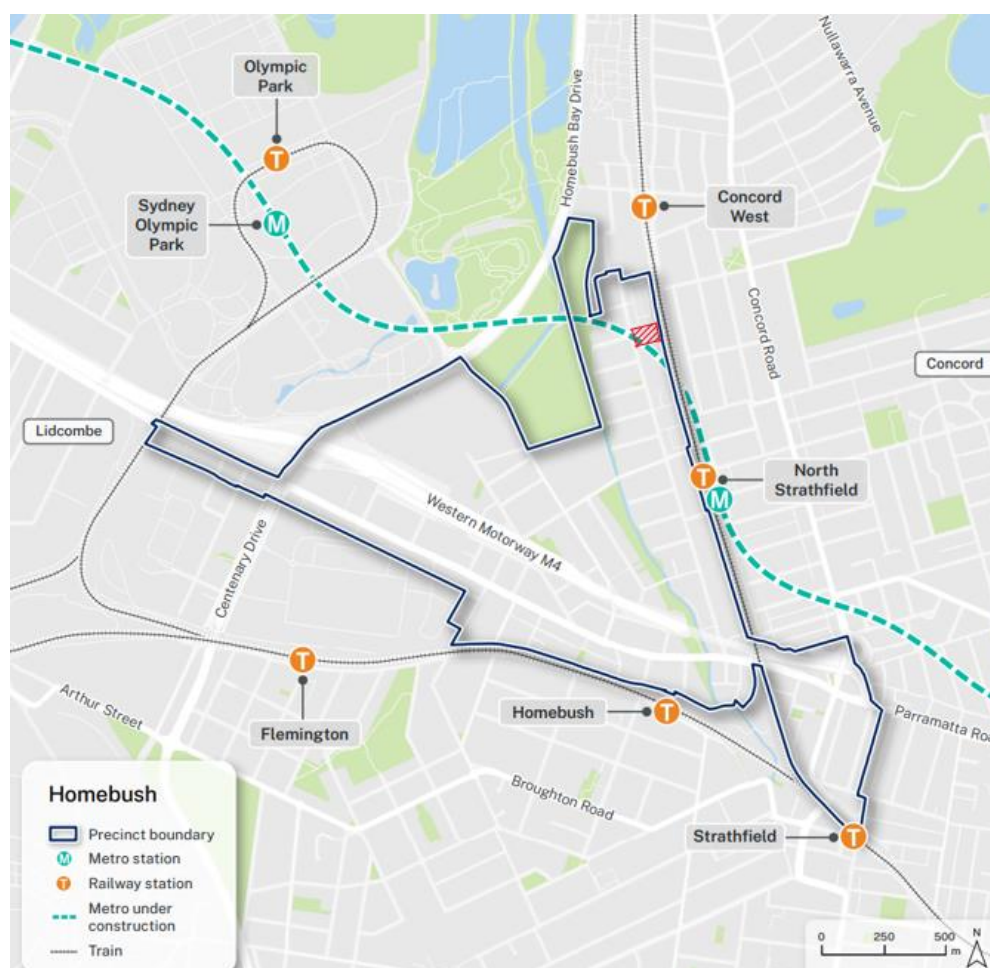 Olympic
Park
T
Sydney
Olympic
Park
M
Homebush Bay Drive
Nullawarra Avenue
T
Concord
West
Concord Road
Concord
Lidcombe
T
North
Strathfield
M
Western Motorway M4
Centenary Drive
T
Flemington
Arthur Street
Homebush
T
Parramatta Roa
Broughton Road
Strathfield
T
Homebush
Precinct boundary
M
Metro station
T
Railway station
Metro under
construction
Train
0 250 500
m
N